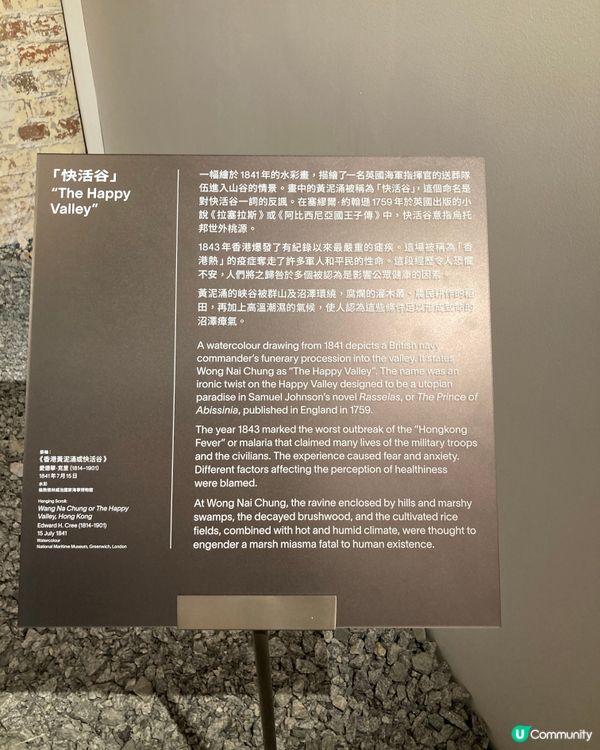 「快活谷」
“The Happy
Valley”
一幅繪於1841年的水彩畫，描繪了一名英國海軍指揮官的送葬隊
伍進入山谷的情景。畫中的黃泥涌被稱為「快活谷」，這個命名是
對快活谷一詞的反諷。在塞繆爾·約翰遜1759年於英國出版的小
說《拉塞拉斯》或《阿比西尼亞國王子傳》中，快活谷意指烏托
邦世外桃源。
1843年香港爆發了有紀錄以來最嚴重的瘧疾。這場被稱為「香
港熱」的疫症奪走了許多軍人和平民的性命。這段經歷令人恐慌
不安，人們將之歸咎於多個被認為是影響公眾健康的因素。
黃泥涌的峽谷被群山及沼澤環繞，腐爛的灌木叢、農民耕作的稻
田，再加上高溫潮濕的氣候，使人認為這些條件足以形成致命的
沼澤瘴氣。
A watercolour drawing from 1841 depicts a British navy
commander’s funerary procession into the valley. It states
Wong Nai Chung as “The Happy Valley”. The name was an
ironic twist on the Happy Valley designed to be a utopian
paradise in Samuel Johnson’s novel Rasselas, or The Prince of
Abissinia, published in England in 1759.
The year 1843 marked the worst outbreak of the “Hongkong
Fever” or malaria that claimed many lives of the military troops
and the civilians. The experience caused fear and anxiety.
Different factors affecting the perception of healthiness
were blamed.
At Wong Nai Chung, the ravine enclosed by hills and marshy
swamps, the decayed brushwood, and the cultivated rice
fields, combined with hot and humid climate, were thought to
engender a marsh miasma fatal to human existence.
《香港黃泥涌或快活谷》
愛德華·克里 (1814–1901)
1841年7月15日
水彩
Hanging Scroll:
Wang Na Chung or The Happy
Valley, Hong Kong
Edward H. Cree (1814-1901)
15 July 1841
Watercolour
National Maritime Museum, Greenwich, London
U Community